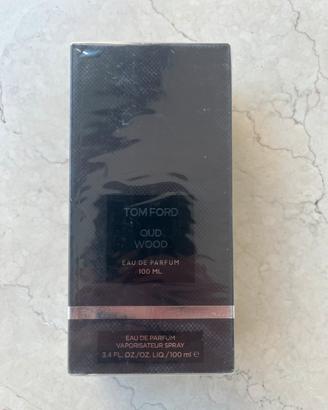 TOM FORD
OUD
WOOD
EAU DE PARFUM
100 ML
EAU DE PARFUM
VAPORISATEUR SPRAY
3.4 FL. OZ./OZ. LIQ./100 ml ℮